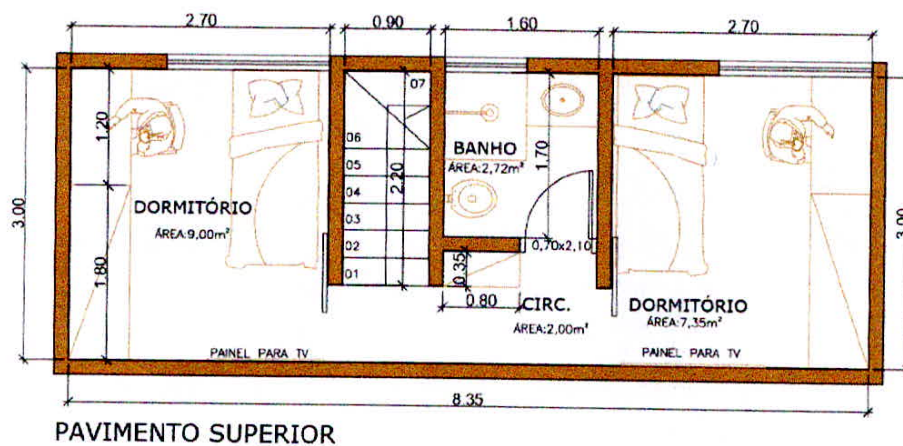 2.70 0.90 1.60 2.70
3.00
1.20
1.80
DORMITÓRIO
ÁREA:9,00m²
07
06
05
04
03
02
01
2.20
BANHO
ÁREA:2,72m²
1.70
0,70x2,10
0.35
0.80
CIRC.
ÁREA:2,00m²
DORMITÓRIO
ÁREA:7,35m²
3.00
PAINEL PARA TV
PAINEL PARA TV
8.35
PAVIMENTO SUPERIOR